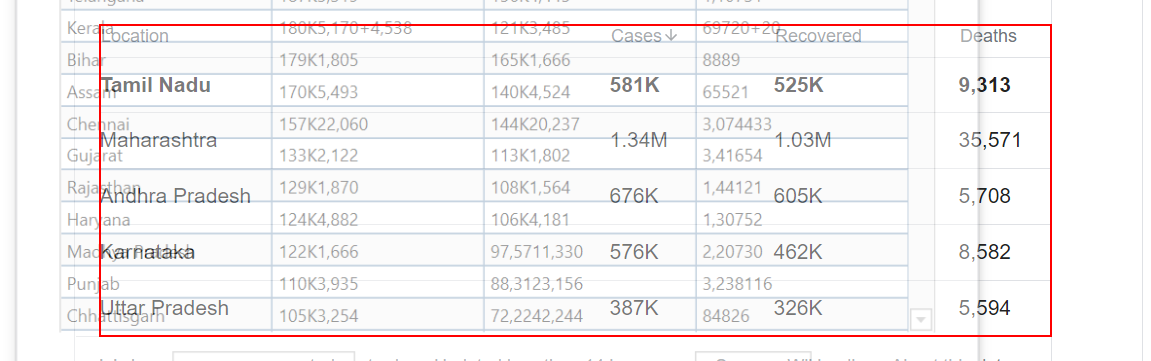 Kerala 180K5,170+4,538 121K3,485 69720+20
Location Cases↓ Recovered Deaths
Bihar 179K1,805 165K1,666 8889
Tamil Nadu 581K 525K 9,313
Assam 170K5,493 140K4,524 65521
Chennai 157K22,060 144K20,237 3,074433
Maharashtra 1.34M 1.03M 35,571
Gujarat 133K2,122 113K1,802 3,41654
Rajasthan 129K1,870 108K1,564 1,44121
Andhra Pradesh 676K 605K 5,708
Haryana 124K4,882 106K4,181 1,30752
Karnataka 576K 462K 8,582
Madhya Pradesh 122K1,666 97,5711,330 2,20730
Punjab 110K3,935 88,3123,156 3,238116
Uttar Pradesh 387K 326K 5,594
Chhattisgarh 105K3,254 72,2242,244 84826